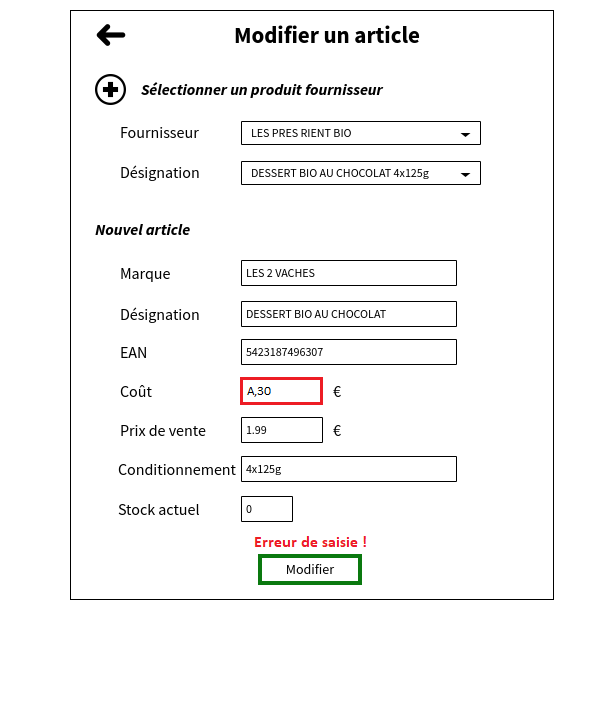 Modifier un article
Sélectionner un produit fournisseur
Fournisseur LES PRES RIENT BIO
Désignation DESSERT BIO AU CHOCOLAT 4x125g
Nouvel article
Marque LES 2 VACHES
Désignation DESSERT BIO AU CHOCOLAT
EAN 5423187496307
Coût A,30 €
Prix de vente 1.99 €
Conditionnement 4x125g
Stock actuel 0
Erreur de saisie !
Modifier